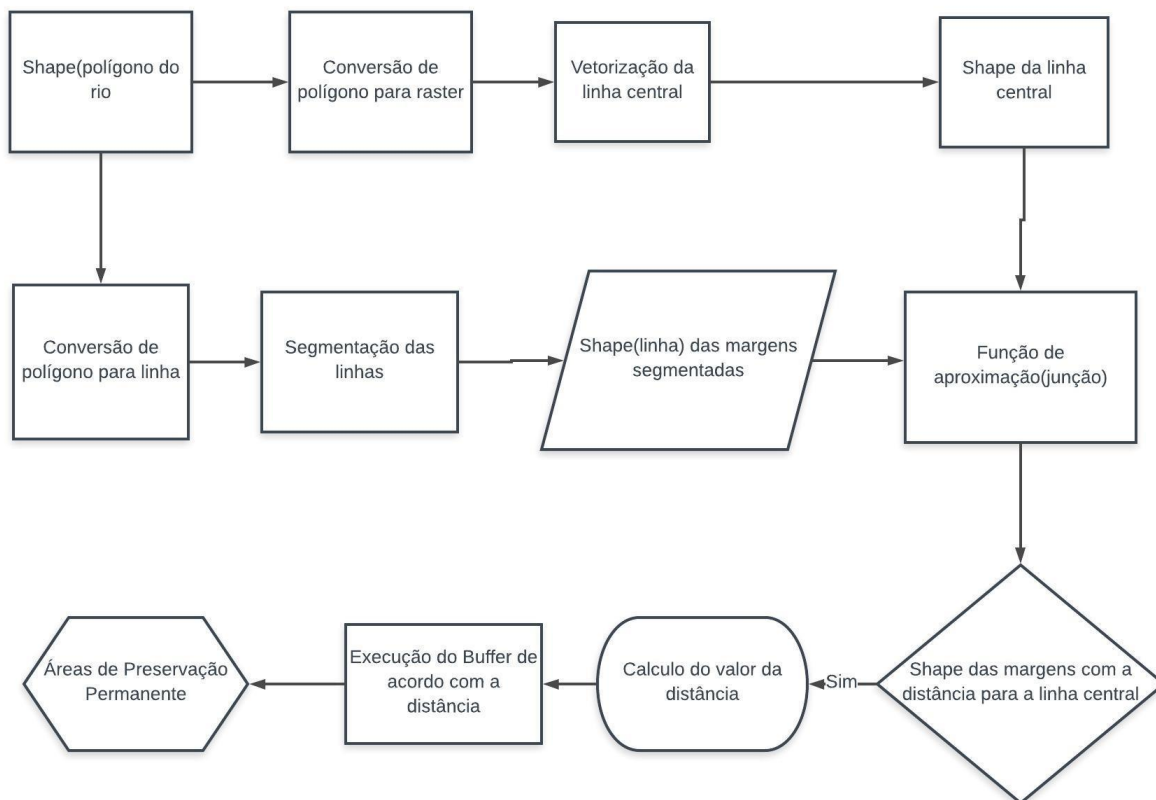 Shape(polígono do
rio
Conversão de
polígono para raster
Vetorização da
linha central
Shape da linha
central
Conversão de
polígono para linha
Segmentação das
linhas
Shape(linha) das margens
segmentadas
Função de
aproximação(junção)
Áreas de Preservação
Permanente
Execução do Buffer de
acordo com a
distância
Calculo do valor da
distância
Sim
Shape das margens com a
distância para a linha central